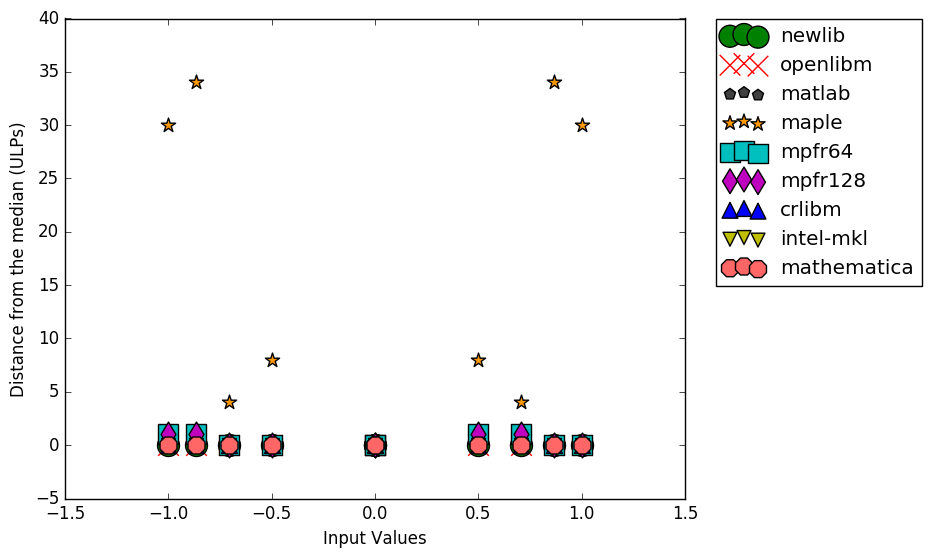 40
35
30
25
20
15
10
5
0
−5
Distance from the median (ULPs)
−1.5 −1.0 −0.5 0.0 0.5 1.0 1.5
Input Values
newlib
openlibm
matlab
maple
mpfr64
mpfr128
crlibm
intel-mkl
mathematica